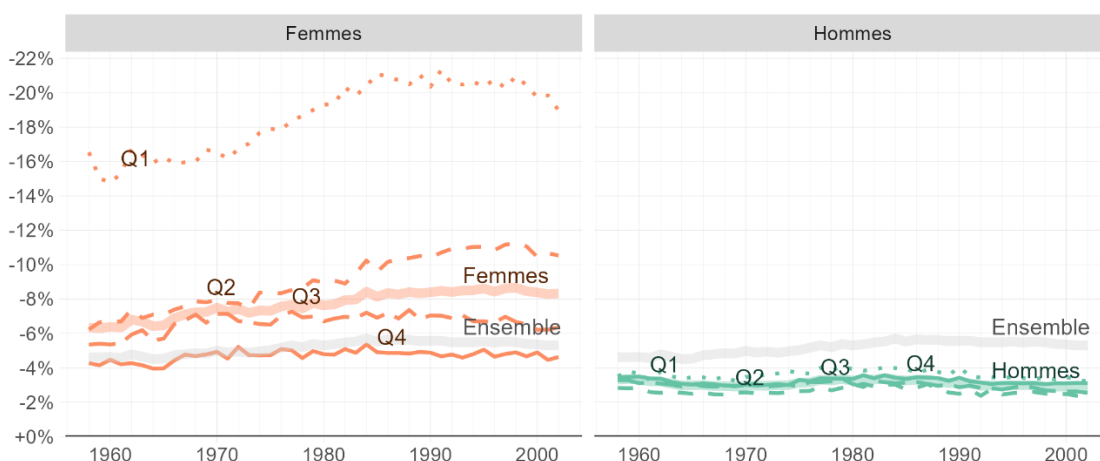 Femmes
Hommes
-22%
-20%
-18%
-16%
-14%
-12%
-10%
-8%
-6%
-4%
-2%
+0%
Q1
Q2
Q3
Femmes
Ensemble
Q4
Ensemble
Q1
Q2
Q3
Q4
Hommes
1960 1970 1980 1990 2000
1960 1970 1980 1990 2000